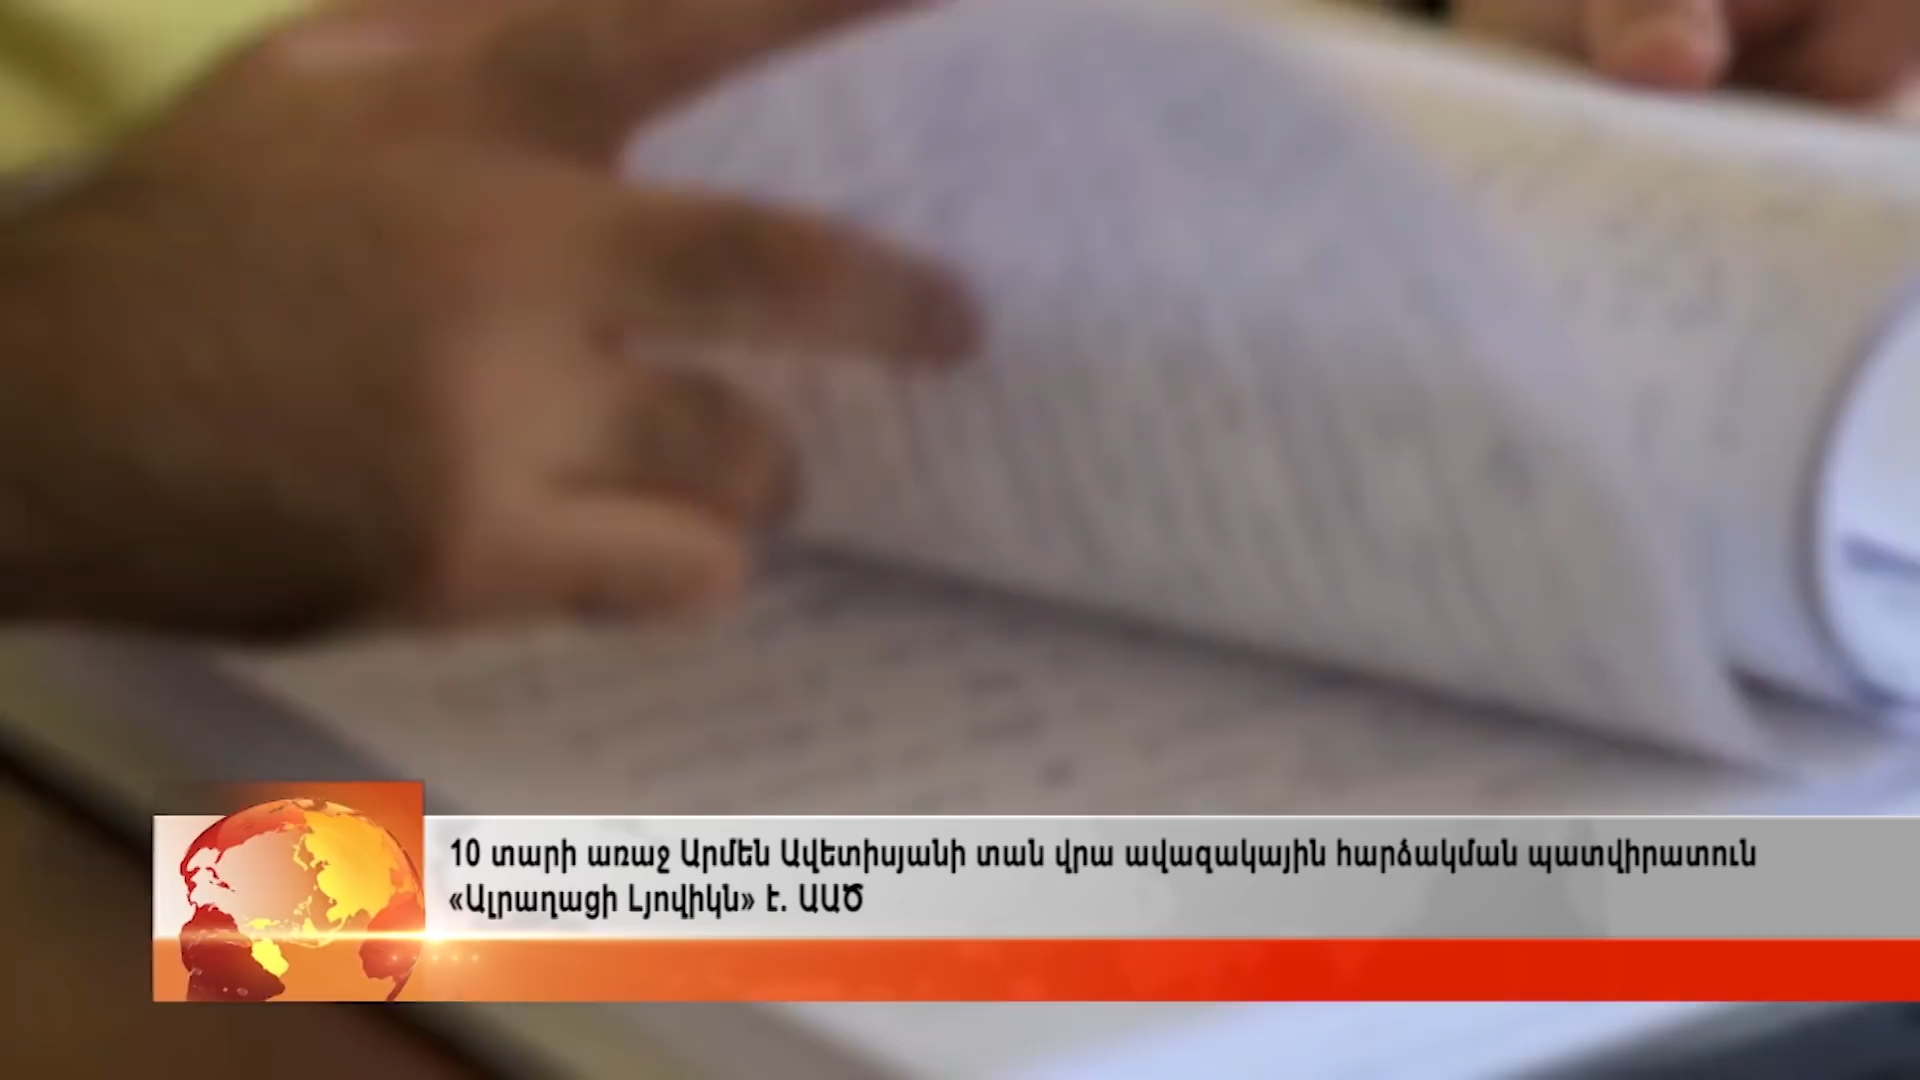 10 տարի առաջ Արմեն Ավետիսյանի տան վրա ավազակային հարձակման պատվիրատուն
«Ալրաղացի Լյովիկն» է. ԱԱԾ